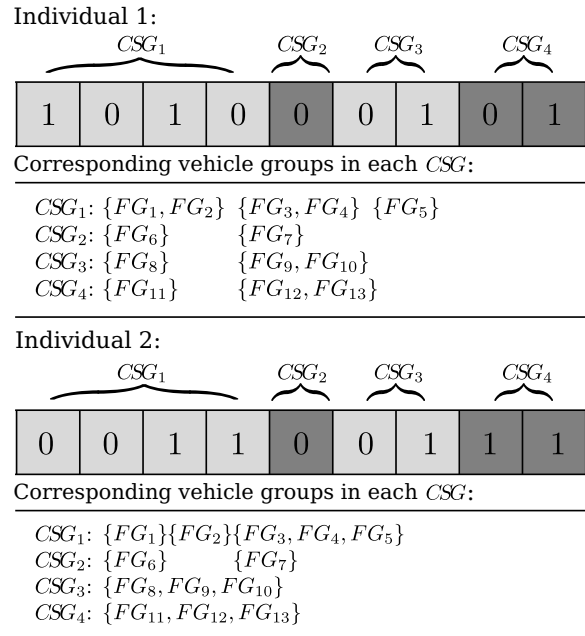 Individual 1:
CSG₁ CSG₂ CSG₃ CSG₄
1 0 1 0 0 0 1 0 1
Corresponding vehicle groups in each CSG:
CSG₁: {FG₁, FG₂} {FG₃, FG₄} {FG₅}
CSG₂: {FG₆} {FG₇}
CSG₃: {FG₈} {FG₉, FG₁₀}
CSG₄: {FG₁₁} {FG₁₂, FG₁₃}
Individual 2:
CSG₁ CSG₂ CSG₃ CSG₄
0 0 1 1 0 0 1 1 1
Corresponding vehicle groups in each CSG:
CSG₁: {FG₁}{FG₂}{FG₃, FG₄, FG₅}
CSG₂: {FG₆} {FG₇}
CSG₃: {FG₈, FG₉, FG₁₀}
CSG₄: {FG₁₁, FG₁₂, FG₁₃}